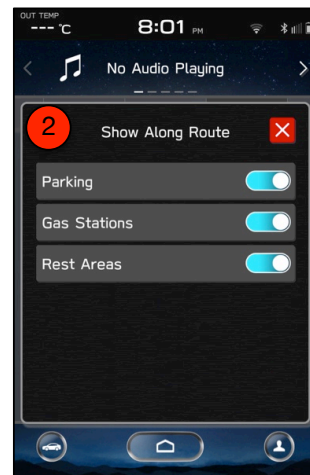 OUT TEMP
--- °C 8:01 PM
No Audio Playing
2 Show Along Route
Parking
Gas Stations
Rest Areas